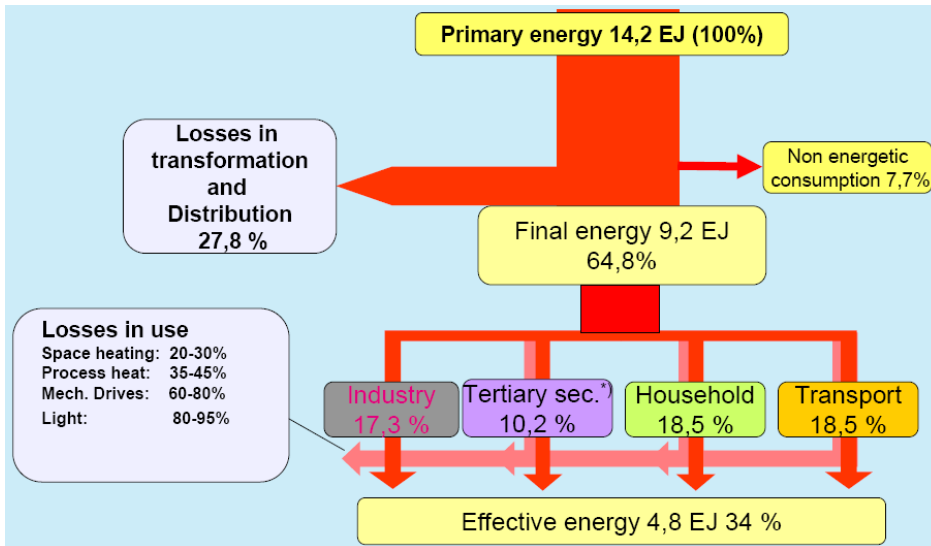 Primary energy 14,2 EJ (100%)
Losses in
transformation
and
Distribution
27,8 %
Non energetic
consumption 7,7%
Final energy 9,2 EJ
64,8%
Losses in use
Space heating: 20-30%
Process heat: 35-45%
Mech. Drives: 60-80%
Light: 80-95%
Industry
17,3 %
Tertiary sec.*)
10,2 %
Household
18,5 %
Transport
18,5 %
Effective energy 4,8 EJ 34 %